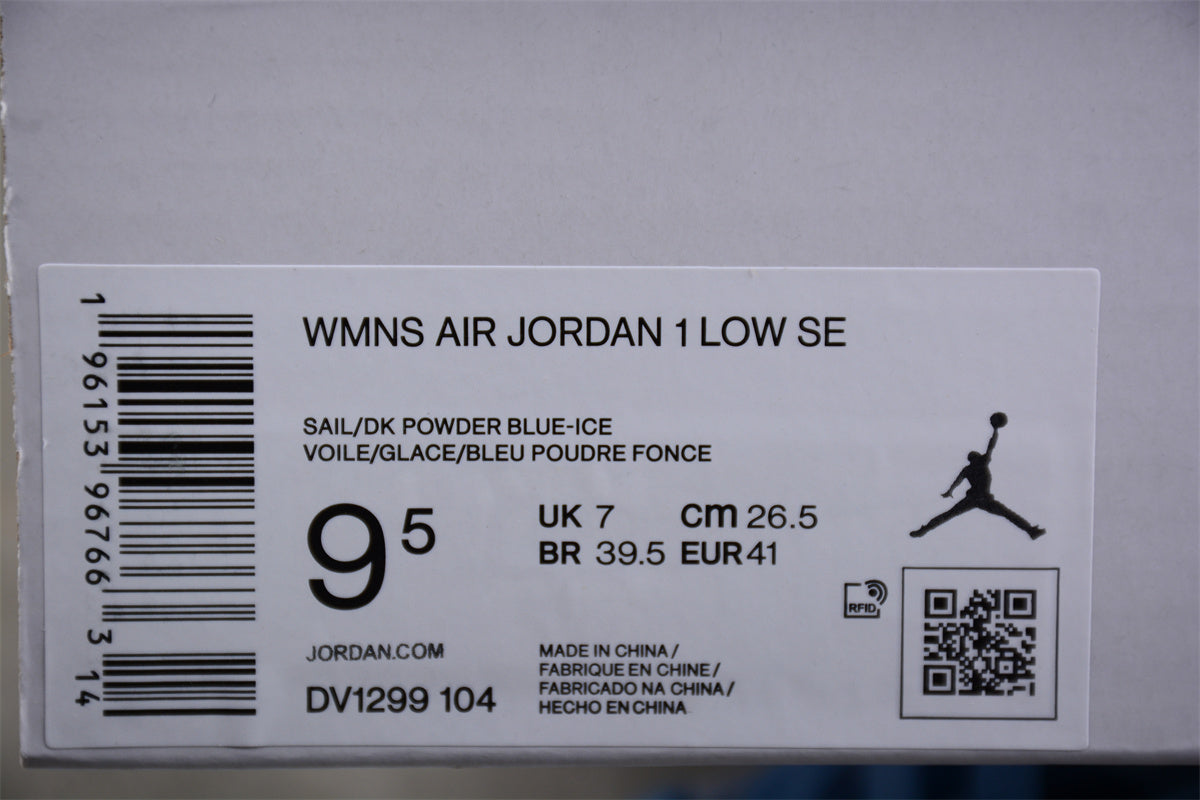 WMNS AIR JORDAN 1 LOW SE
SAIL/DK POWDER BLUE-ICE
VOILE/GLACE/BLEU POUDRE FONCE
9 5
UK 7 cm 26.5
BR 39.5 EUR 41
RFID
JORDAN.COM
DV1299 104
MADE IN CHINA /
FABRIQUE EN CHINE /
FABRICADO NA CHINA /
HECHO EN CHINA
1 96153 96766 3 14